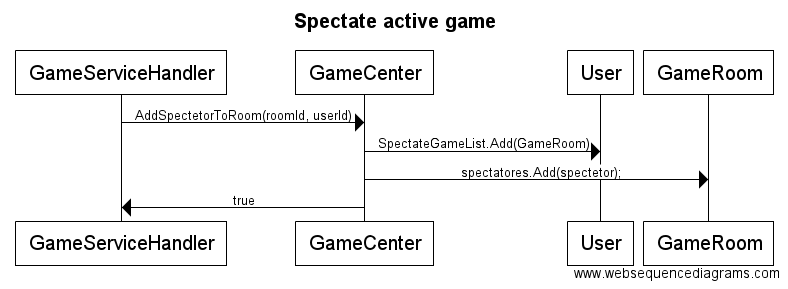 Spectate active game
GameServiceHandler GameCenter User GameRoom
AddSpectetorToRoom(roomId, userId)
SpectateGameList.Add(GameRoom)
spectatores.Add(spectetor);
true
GameServiceHandler GameCenter User GameRoom
www.websequencediagrams.com